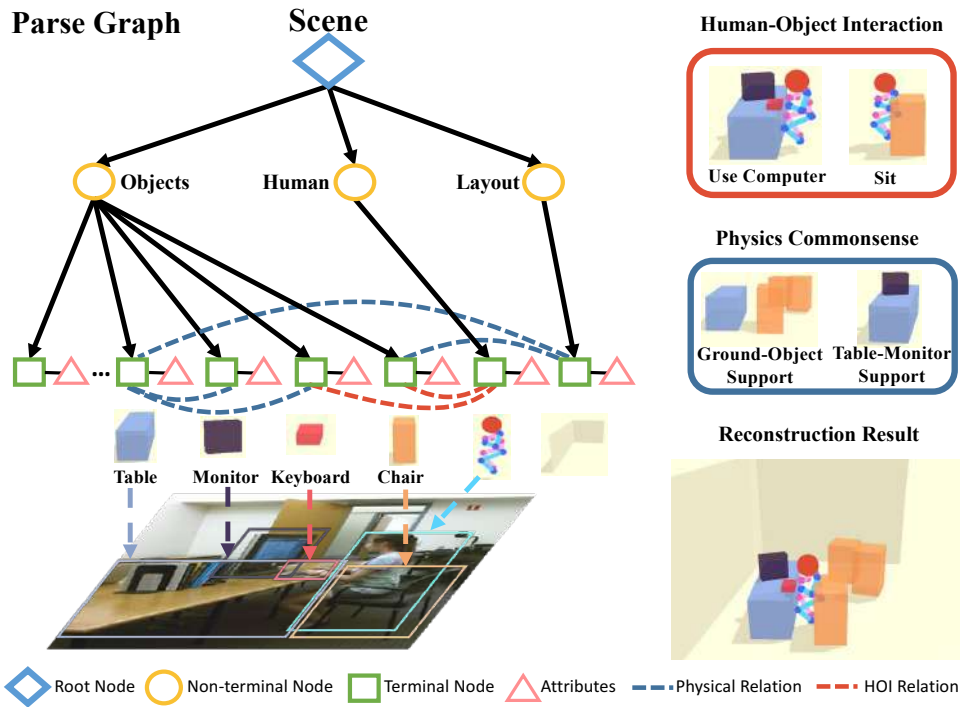 Parse Graph
Scene
Objects
Human
Layout
...
Table
Monitor
Keyboard
Chair
Human-Object Interaction
Use Computer
Sit
Physics Commonsense
Ground-Object
Support
Table-Monitor
Support
Reconstruction Result
Root Node
Non-terminal Node
Terminal Node
Attributes
Physical Relation
HOI Relation